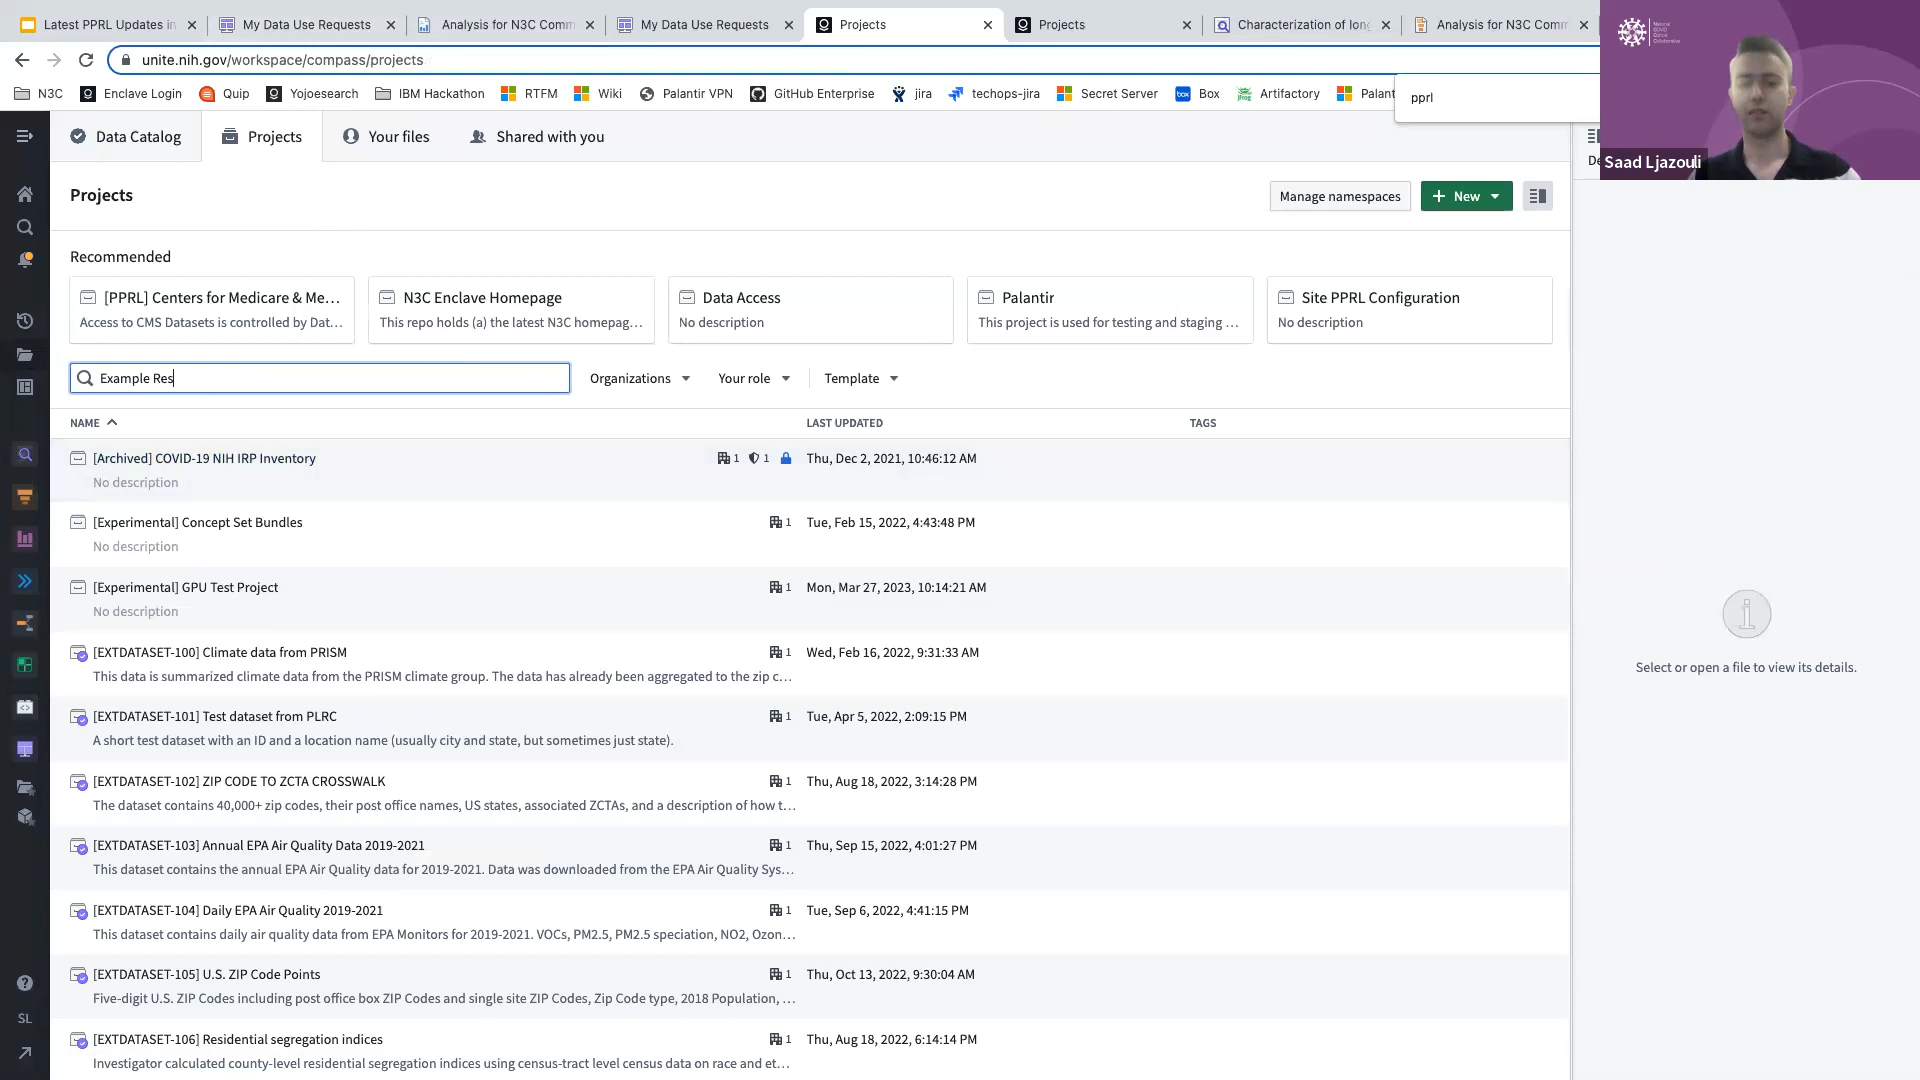 Latest PPRL Updates in
My Data Use Requests
Analysis for N3C Comm
My Data Use Requests
Projects
Projects
Characterization of long
Analysis for N3C Comm
unite.nih.gov/workspace/compass/projects
N3C
Enclave Login
Quip
Yojoesearch
IBM Hackathon
RTFM
Wiki
Palantir VPN
GitHub Enterprise
jira
techops-jira
Secret Server
Box
Artifactory
Palant
pprl
Saad Ljazouli
Data Catalog
Projects
Your files
Shared with you
De
Projects
Manage namespaces
New
Recommended
[PPRL] Centers for Medicare & Me...
Access to CMS Datasets is controlled by Dat...
N3C Enclave Homepage
This repo holds (a) the latest N3C homepag...
Data Access
No description
Palantir
This project is used for testing and staging ...
Site PPRL Configuration
No description
Example Res
Organizations
Your role
Template
NAME
LAST UPDATED
TAGS
[Archived] COVID-19 NIH IRP Inventory 1 1 Thu, Dec 2, 2021, 10:46:12 AM
No description
[Experimental] Concept Set Bundles 1 Tue, Feb 15, 2022, 4:43:48 PM
No description
[Experimental] GPU Test Project 1 Mon, Mar 27, 2023, 10:14:21 AM
No description
[EXTDATASET-100] Climate data from PRISM 1 Wed, Feb 16, 2022, 9:31:33 AM
This data is summarized climate data from the PRISM climate group. The data has already been aggregated to the zip c...
[EXTDATASET-101] Test dataset from PLRC 1 Tue, Apr 5, 2022, 2:09:15 PM
A short test dataset with an ID and a location name (usually city and state, but sometimes just state).
[EXTDATASET-102] ZIP CODE TO ZCTA CROSSWALK 1 Thu, Aug 18, 2022, 3:14:28 PM
The dataset contains 40,000+ zip codes, their post office names, US states, associated ZCTAs, and a description of how t...
[EXTDATASET-103] Annual EPA Air Quality Data 2019-2021 1 Thu, Sep 15, 2022, 4:01:27 PM
This dataset contains the annual EPA Air Quality data for 2019-2021. Data was downloaded from the EPA Air Quality Sys...
[EXTDATASET-104] Daily EPA Air Quality 2019-2021 1 Tue, Sep 6, 2022, 4:41:15 PM
This dataset contains daily air quality data from EPA Monitors for 2019-2021. VOCs, PM2.5, PM2.5 speciation, NO2, Ozon...
[EXTDATASET-105] U.S. ZIP Code Points 1 Thu, Oct 13, 2022, 9:30:04 AM
Five-digit U.S. ZIP Codes including post office box ZIP Codes and single site ZIP Codes, Zip Code type, 2018 Population, ...
[EXTDATASET-106] Residential segregation indices 1 Thu, Aug 18, 2022, 6:14:14 PM
Investigator calculated county-level residential segregation indices using census-tract level census data on race and et...
Select or open a file to view its details.
SL